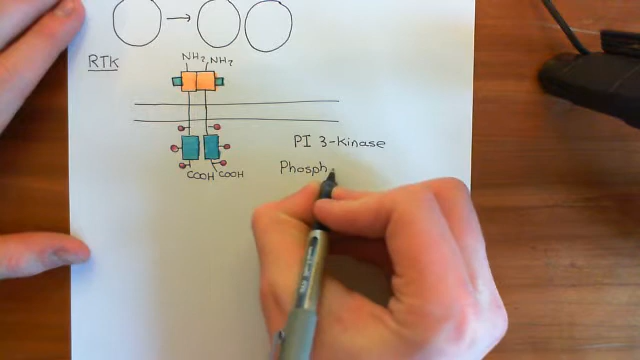 RTK
NH₂ NH₂
PI 3-kinase
Phosph
COOH COOH